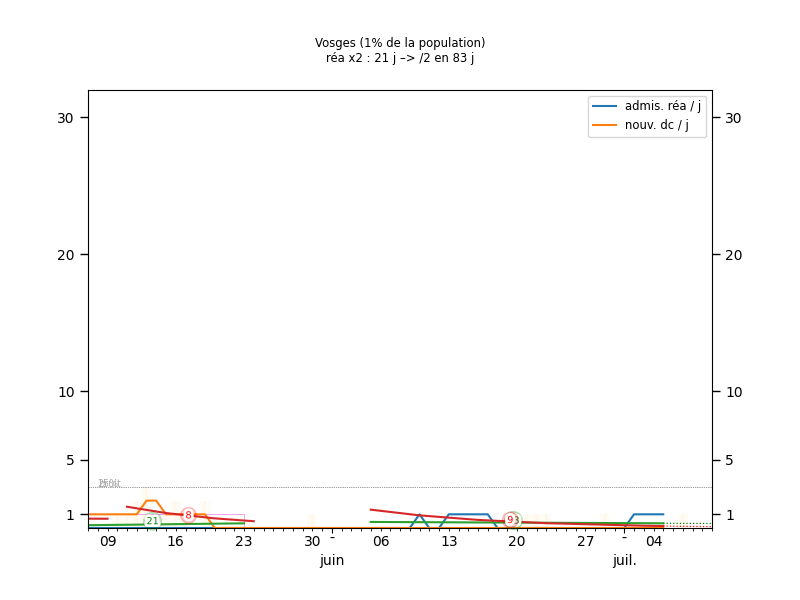 Vosges (1% de la population)
réa x2 : 21 j –> /2 en 83 j
admis. réa / j
nouv. dc / j
30 30
20 20
10 10
5 5
1 1
21
8
09 16 23 30 - 06 13 20 27 - 04
juin juil.